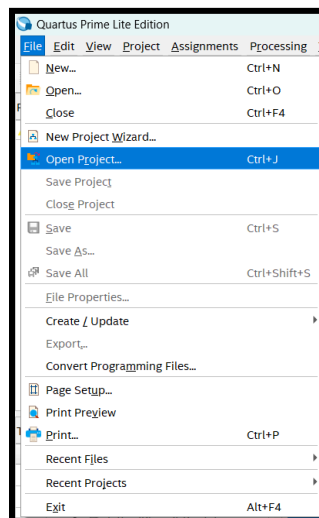 Quartus Prime Lite Edition
File Edit View Project Assignments Processing
New... Ctrl+N
Open... Ctrl+O
Close Ctrl+F4
New Project Wizard...
Open Project... Ctrl+J
Save Project
Close Project
Save Ctrl+S
Save As...
Save All Ctrl+Shift+S
File Properties...
Create / Update
Export...
Convert Programming Files...
Page Setup...
Print Preview
Print... Ctrl+P
Recent Files
Recent Projects
Exit Alt+F4